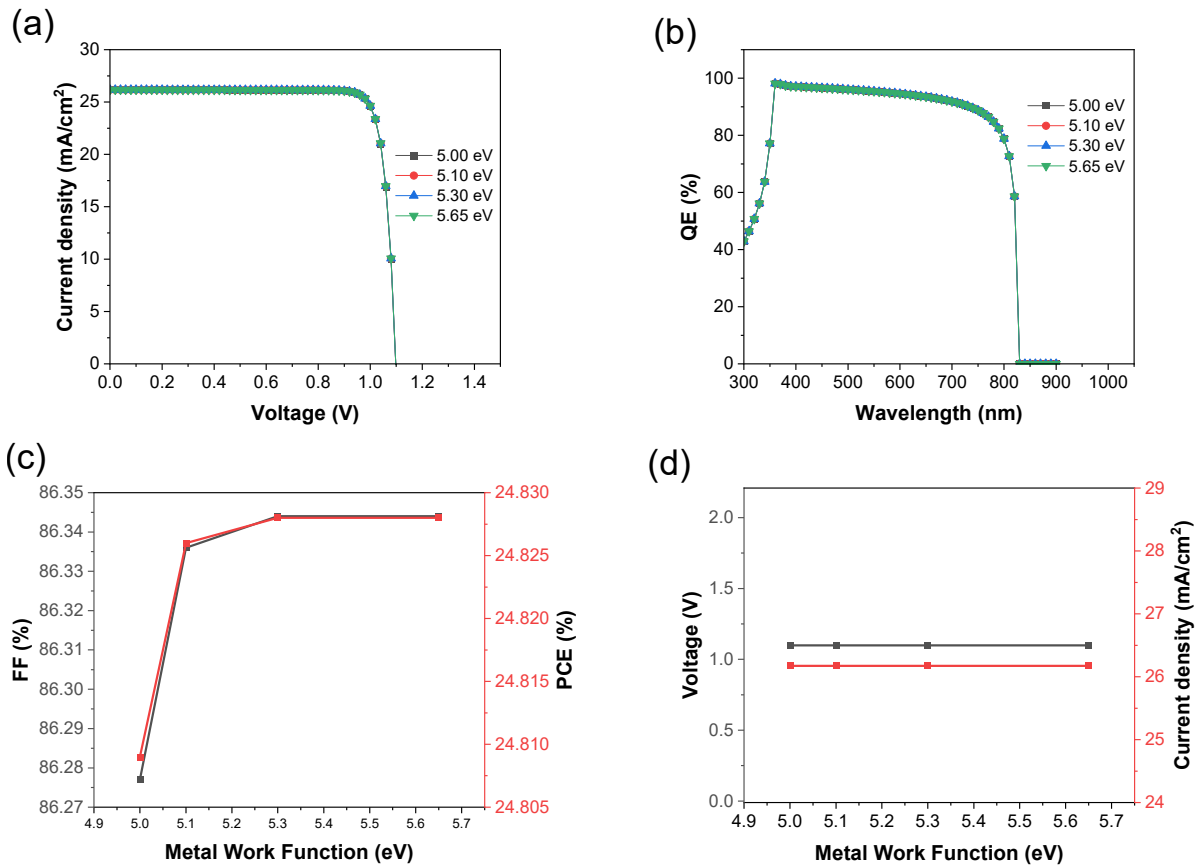 (a)
30
25
20
15
10
5
0
0.0 0.2 0.4 0.6 0.8 1.0 1.2 1.4
Current density (mA/cm²)
Voltage (V)
5.00 eV
5.10 eV
5.30 eV
5.65 eV
(b)
100
80
60
40
20
0
300 400 500 600 700 800 900 1000
QE (%)
Wavelength (nm)
5.00 eV
5.10 eV
5.30 eV
5.65 eV
(c)
86.35
86.34
86.33
86.32
86.31
86.30
86.29
86.28
86.27
FF (%)
24.830
24.825
24.820
24.815
24.810
24.805
PCE (%)
4.9 5.0 5.1 5.2 5.3 5.4 5.5 5.6 5.7
Metal Work Function (eV)
(d)
2.0
1.5
1.0
0.5
0.0
Voltage (V)
29
28
27
26
25
24
Current density (mA/cm²)
4.9 5.0 5.1 5.2 5.3 5.4 5.5 5.6 5.7
Metal Work Function (eV)